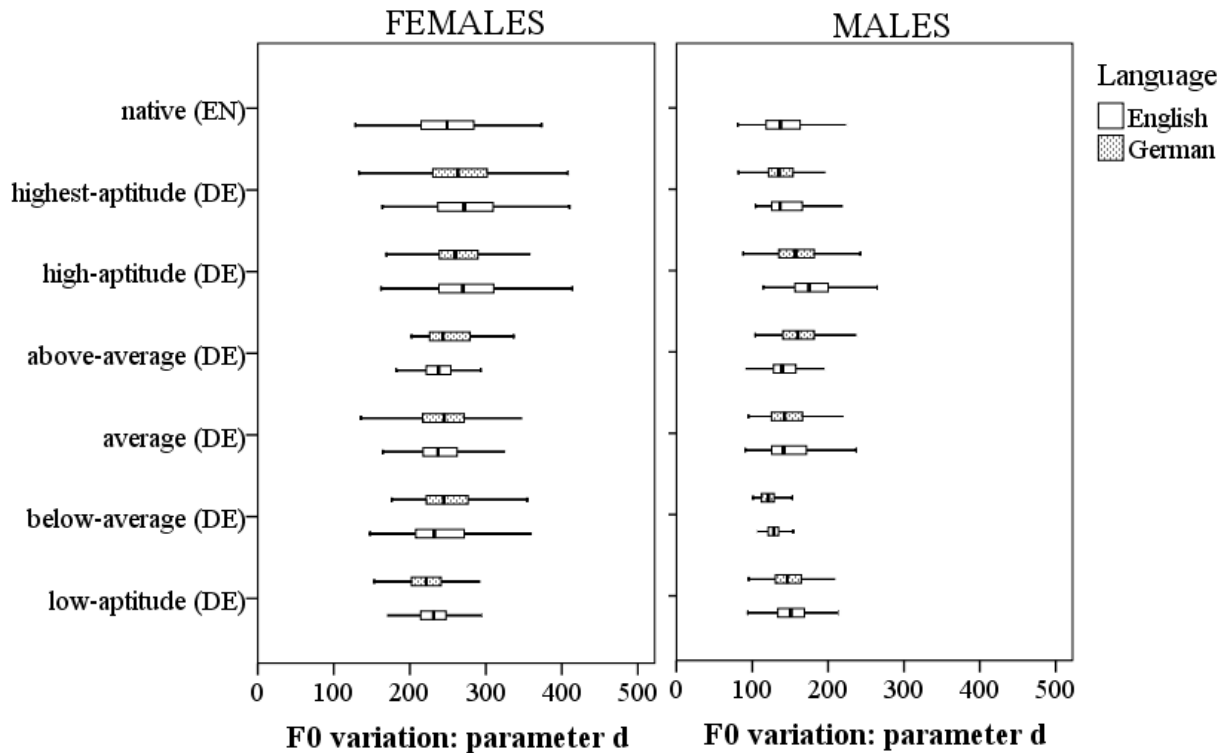 FEMALES
MALES
Language
English
German
native (EN)
highest-aptitude (DE)
high-aptitude (DE)
above-average (DE)
average (DE)
below-average (DE)
low-aptitude (DE)
0 100 200 300 400 500
0 100 200 300 400 500
F0 variation: parameter d
F0 variation: parameter d